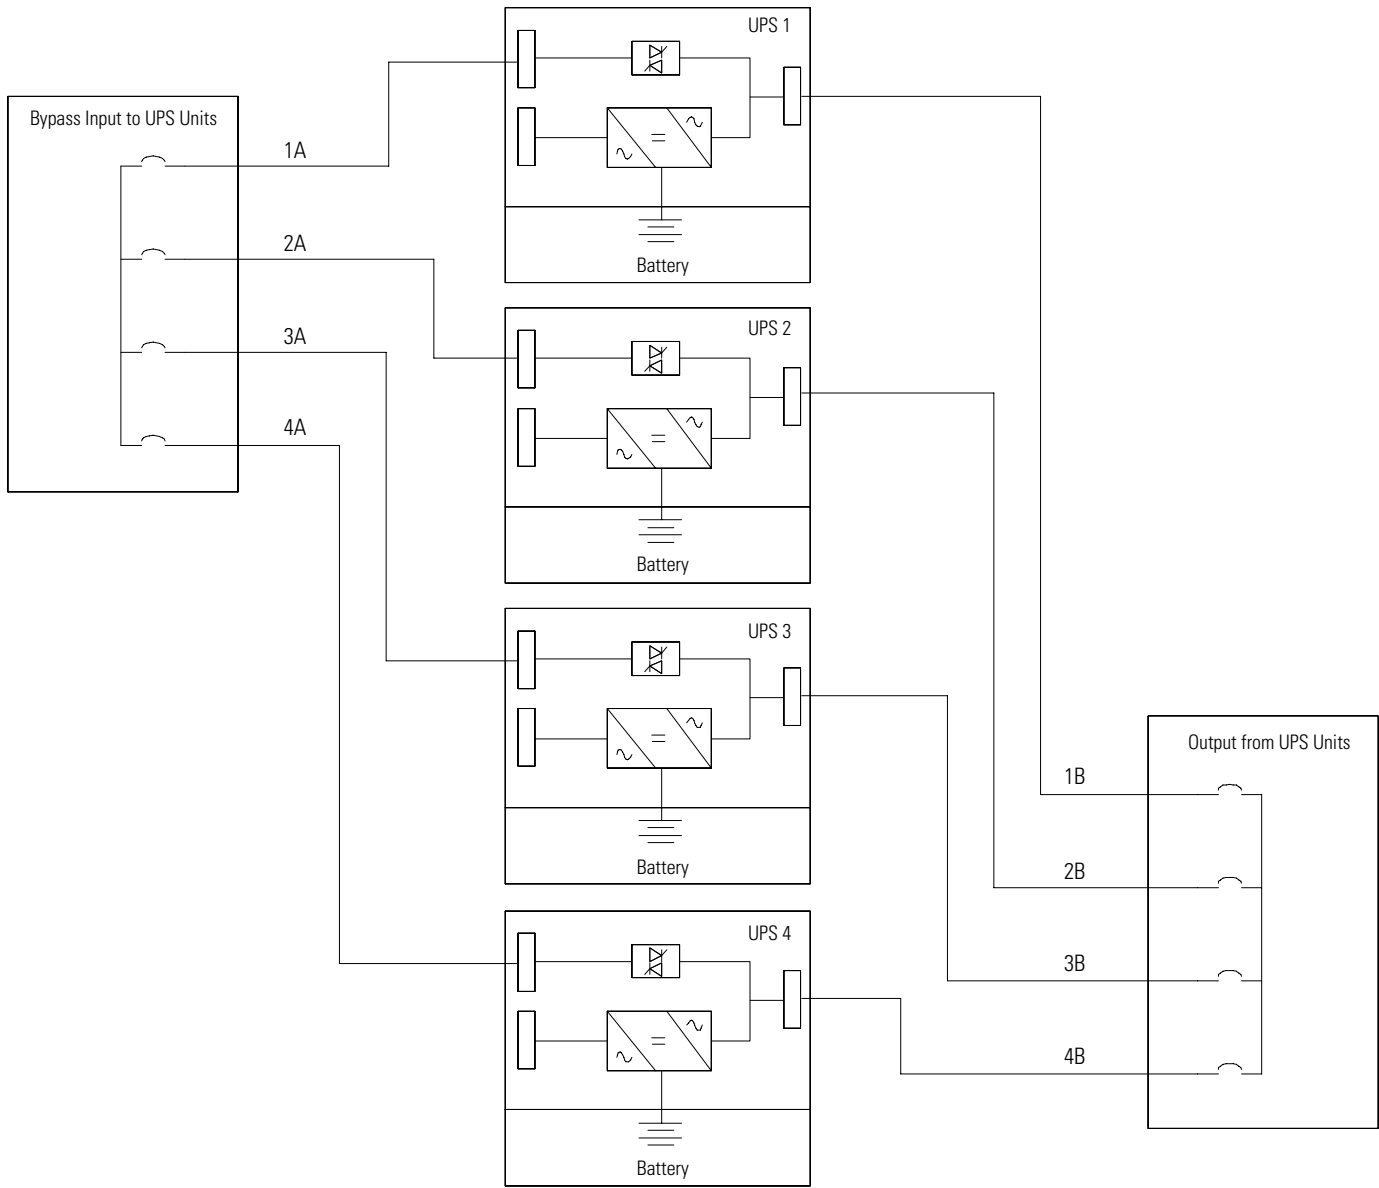 Bypass Input to UPS Units
1A
2A
3A
4A
UPS 1
Battery
UPS 2
Battery
UPS 3
Battery
UPS 4
Battery
Output from UPS Units
1B
2B
3B
4B